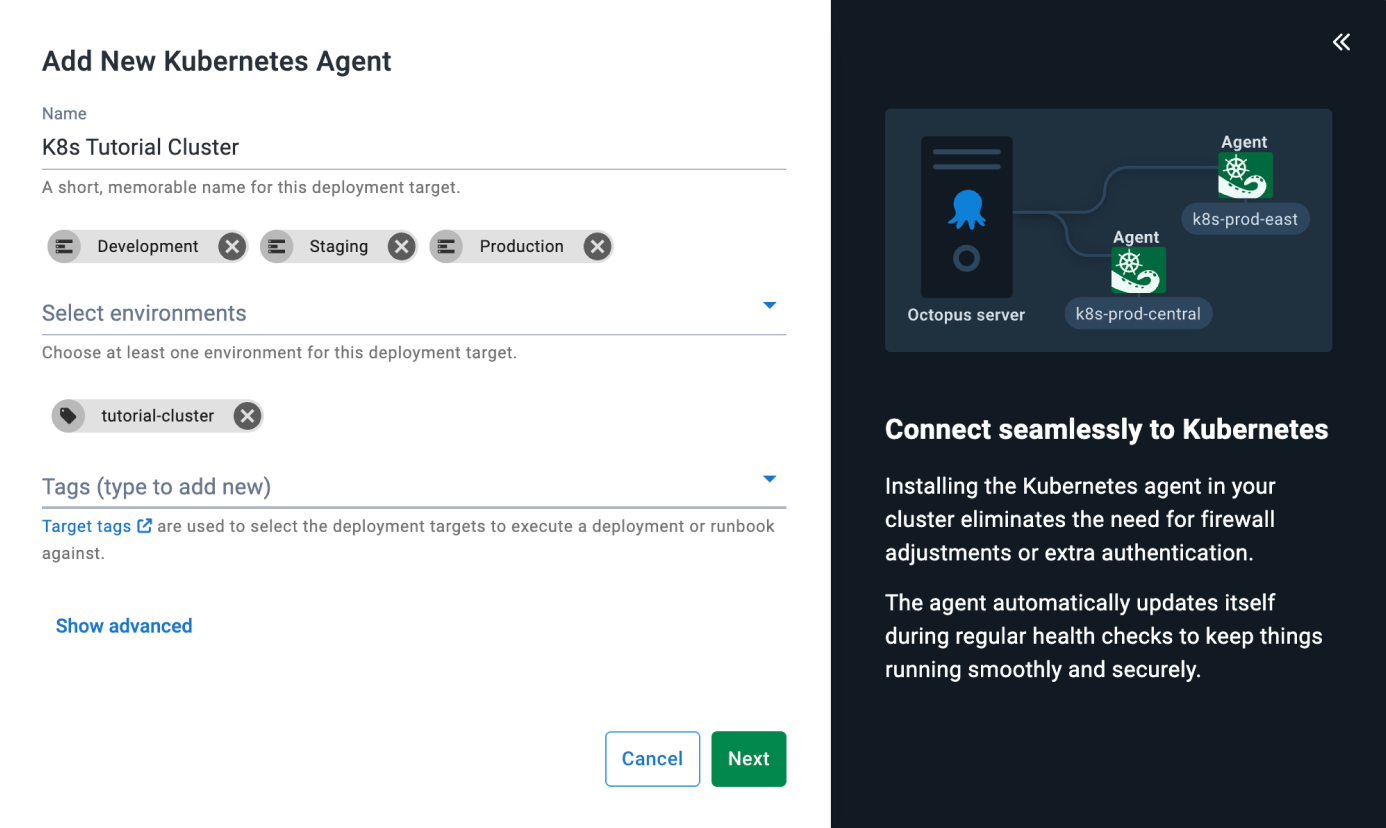 Add New Kubernetes Agent
Name
K8s Tutorial Cluster
A short, memorable name for this deployment target.
Development Staging Production
Select environments
Choose at least one environment for this deployment target.
tutorial-cluster
Tags (type to add new)
Target tags are used to select the deployment targets to execute a deployment or runbook
against.
Show advanced
Cancel Next
Agent
k8s-prod-east
Agent
k8s-prod-central
Octopus server
Connect seamlessly to Kubernetes
Installing the Kubernetes agent in your
cluster eliminates the need for firewall
adjustments or extra authentication.
The agent automatically updates itself
during regular health checks to keep things
running smoothly and securely.